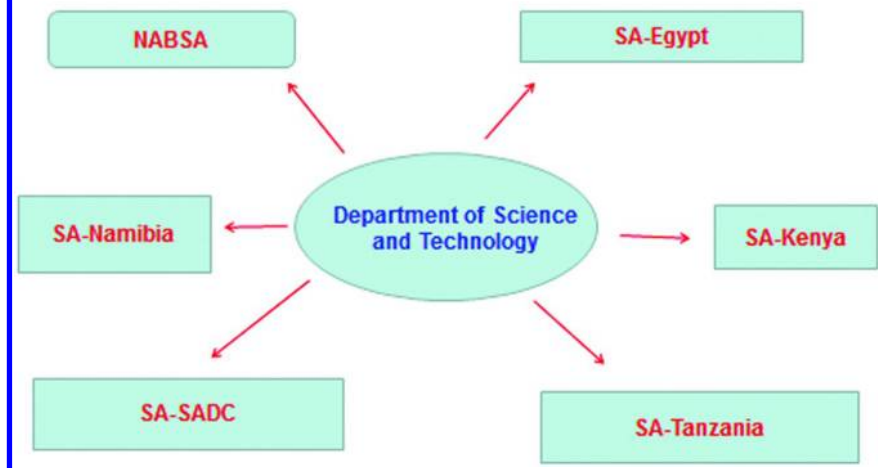 NABSA
SA-Egypt
Department of Science
and Technology
SA-Namibia
SA-Kenya
SA-SADC
SA-Tanzania